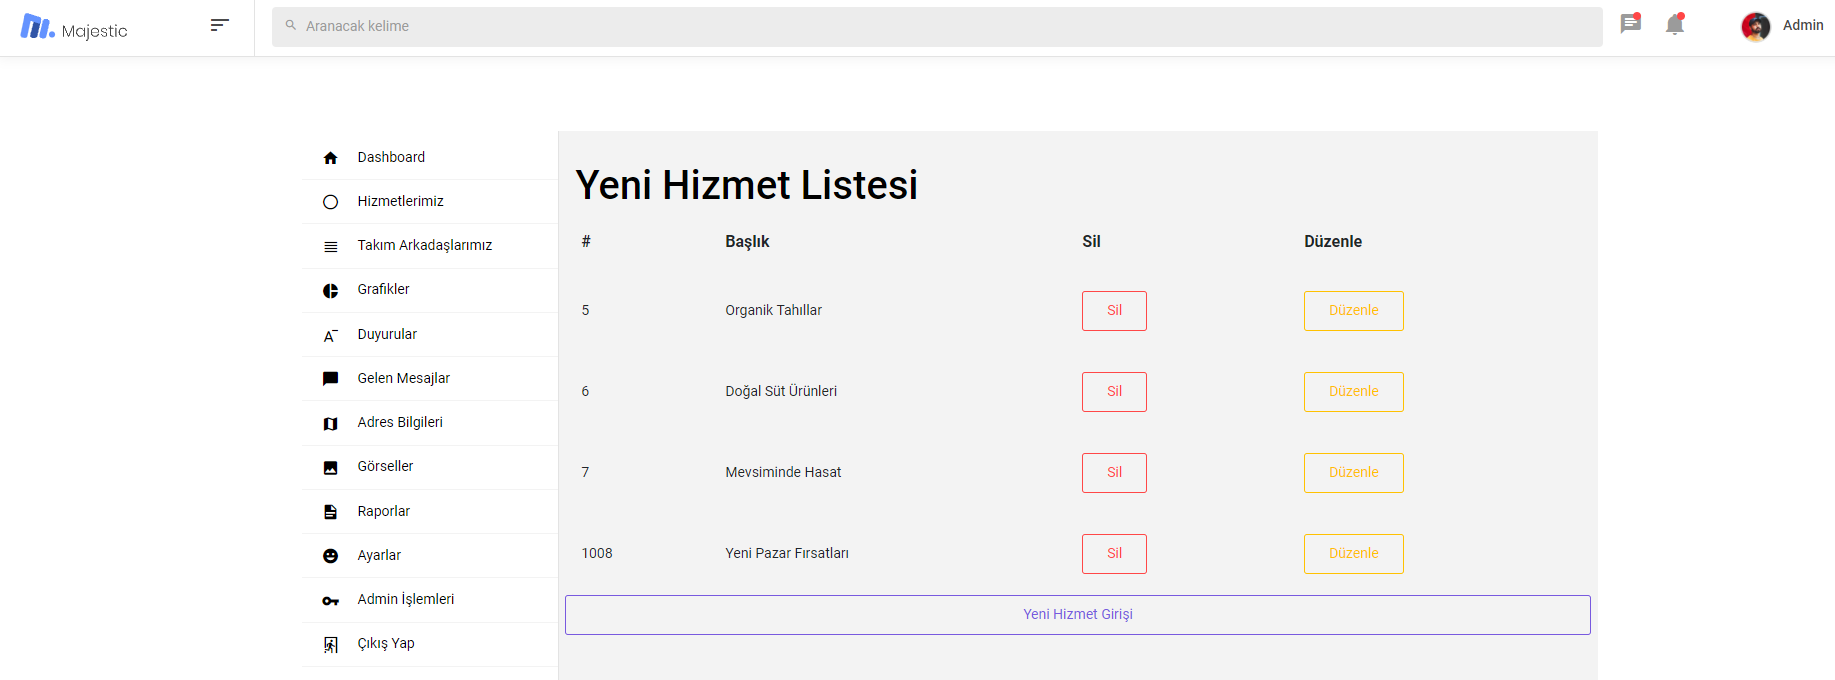 Majestic
Aranacak kelime
Admin
Dashboard
Hizmetlerimiz
Takım Arkadaşlarımız
Grafikler
Duyurular
Gelen Mesajlar
Adres Bilgileri
Görseller
Raporlar
Ayarlar
Admin İşlemleri
Çıkış Yap
Yeni Hizmet Listesi
# Başlık Sil Düzenle
5 Organik Tahıllar Sil Düzenle
6 Doğal Süt Ürünleri Sil Düzenle
7 Mevsiminde Hasat Sil Düzenle
1008 Yeni Pazar Fırsatları Sil Düzenle
Yeni Hizmet Girişi